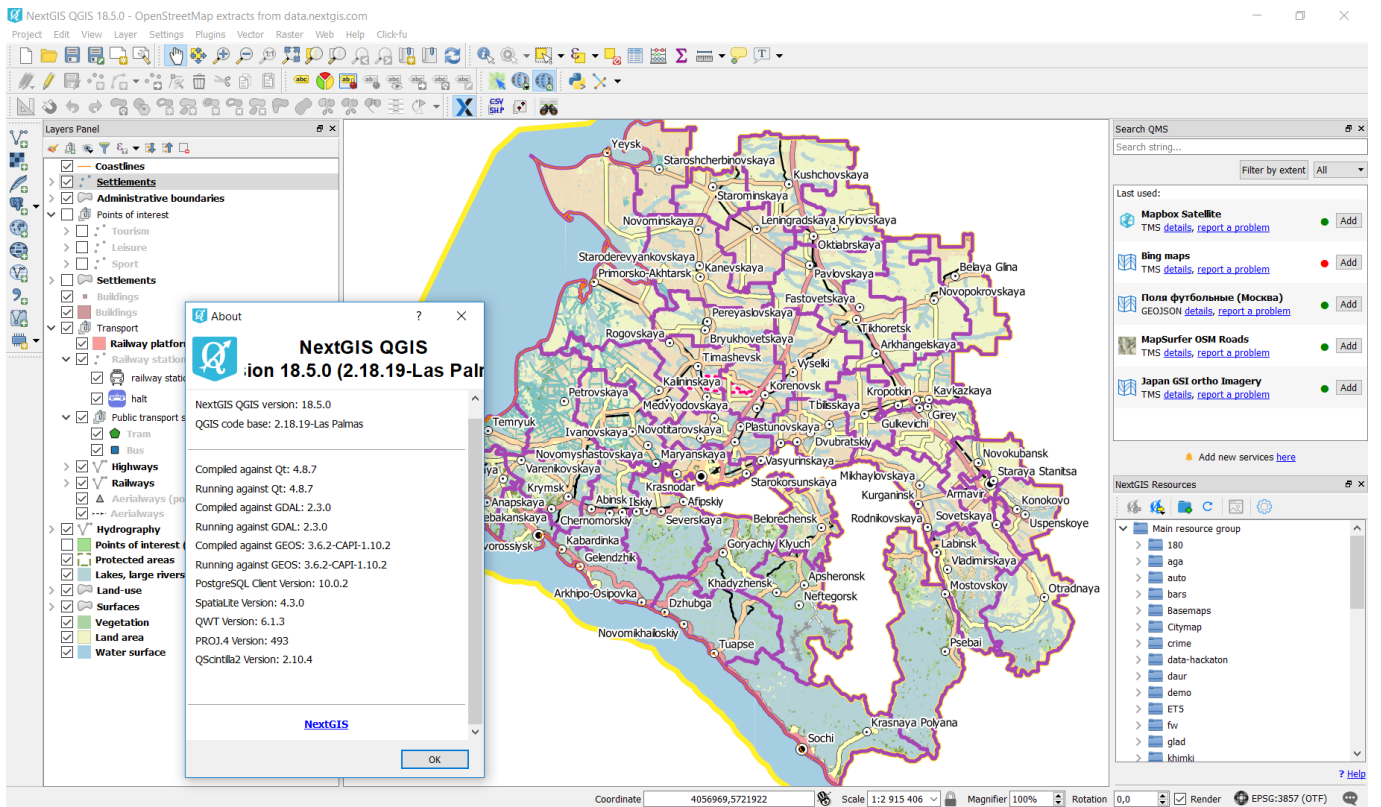 NextGIS QGIS 18.5.0 - OpenStreetMap extracts from data.nextgis.com
Project Edit View Layer Settings Plugins Vector Raster Web Help Click-fu
Layers Panel
Coastlines
Settlements
Administrative boundaries
Points of interest
Tourism
Leisure
Sport
Settlements
Buildings
Buildings
Transport
Railway platfor
Railway station
railway static
halt
Public transport s
Tram
Bus
Highways
Railways
Aerialways (po
Aerialways
Hydrography
Points of interest (
Protected areas
Lakes, large rivers
Land-use
Surfaces
Vegetation
Land area
Water surface
About
NextGIS QGIS
sion 18.5.0 (2.18.19-Las Palm
NextGIS QGIS version: 18.5.0
QGIS code base: 2.18.19-Las Palmas
Compiled against Qt: 4.8.7
Running against Qt: 4.8.7
Compiled against GDAL: 2.3.0
Running against GDAL: 2.3.0
Compiled against GEOS: 3.6.2-CAPI-1.10.2
Running against GEOS: 3.6.2-CAPI-1.10.2
PostgreSQL Client Version: 10.0.2
SpatiaLite Version: 4.3.0
QWT Version: 6.1.3
PROJ.4 Version: 493
QScintilla2 Version: 2.10.4
NextGIS
OK
Yeysk
Staroshcherbinovskaya
Kushchovskaya
Starominskaya
Novominskaya
Leningradskaya
Krylovskaya
Oktiabrskaya
Staroderevyankovskaya
Primorsko-Akhtarsk
Kanevskaya
Pavlovskaya
Belaya Glina
Novopokrovskaya
Fastovetskaya
Pereyaslovskaya
Tikhoretsk
Rogovskaya
Bryukhovetskaya
Arkhangelskaya
Timashevsk
Vyselki
Kalininskaya
Korenovsk
Kropotkin
Kavkazkaya
Petrovskaya
Medvyodovskaya
Tbilsskaya
Girey
Gulkevichi
Temryuk
Ivanovskaya
Novotitarovskaya
Plastunovskaya
Dvubratskiy
Novomyshastovskaya
Maryanskaya
Novokubansk
Varenikovskaya
Vasyurinskaya
Staraya Stanitsa
Mikhaylovskaya
Starokorsunskaya
Krymsk
Krasnodar
Kurganinsk
Armavir
Konokovo
Anapskaya
Abinsk
Ilskiy
Afipskiy
Rodnikovskaya
Sovetskaya
Uspenskoye
Chernomorskiy
Severskaya
Belorechensk
Kabardinka
Goryachiy Klyuch
Labinsk
Gelendzhik
Vladimirskaya
Khadyzhensk
Apsheronsk
Mostovskoy
Otradnaya
Arkhipo-Osipovka
Dzhubga
Neftegorsk
Novomikhailoskiy
Tuapse
Psebai
Krasnaya Polyana
Sochi
Search QMS
Search string...
Filter by extent All
Last used:
Mapbox Satellite
TMS details, report a problem
Add
Bing maps
TMS details, report a problem
Add
Поля футбольные (Москва)
GEOJSON details, report a problem
Add
MapSurfer OSM Roads
TMS details, report a problem
Add
Japan GSI ortho Imagery
TMS details, report a problem
Add
Add new services here
NextGIS Resources
Main resource group
180
aga
auto
bars
Basemaps
Citymap
crime
data-hackaton
daur
demo
ET5
fw
glad
khimki
? Help
Coordinate 4056969,5721922 Scale 1:2 915 406 Magnifier 100% Rotation 0,0 Render EPSG:3857 (OTF)